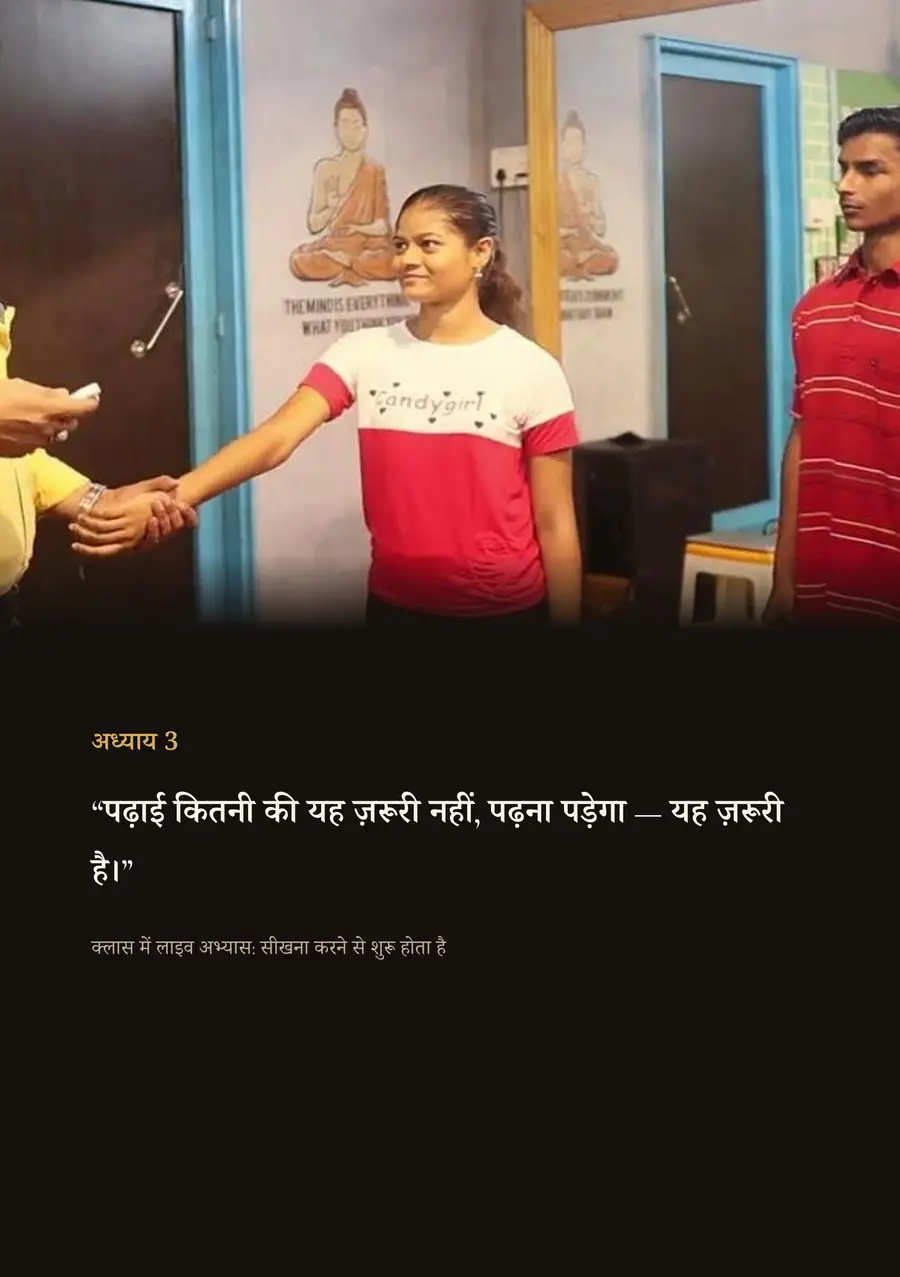 THE MIND IS EVERYTHING
WHAT YOU THINK
Candygirl
अध्याय 3
“पढ़ाई कितनी की यह ज़रूरी नहीं, पढ़ना पड़ेगा — यह ज़रूरी
है।”
क्लास में लाइव अभ्यास: सीखना करने से शुरू होता है